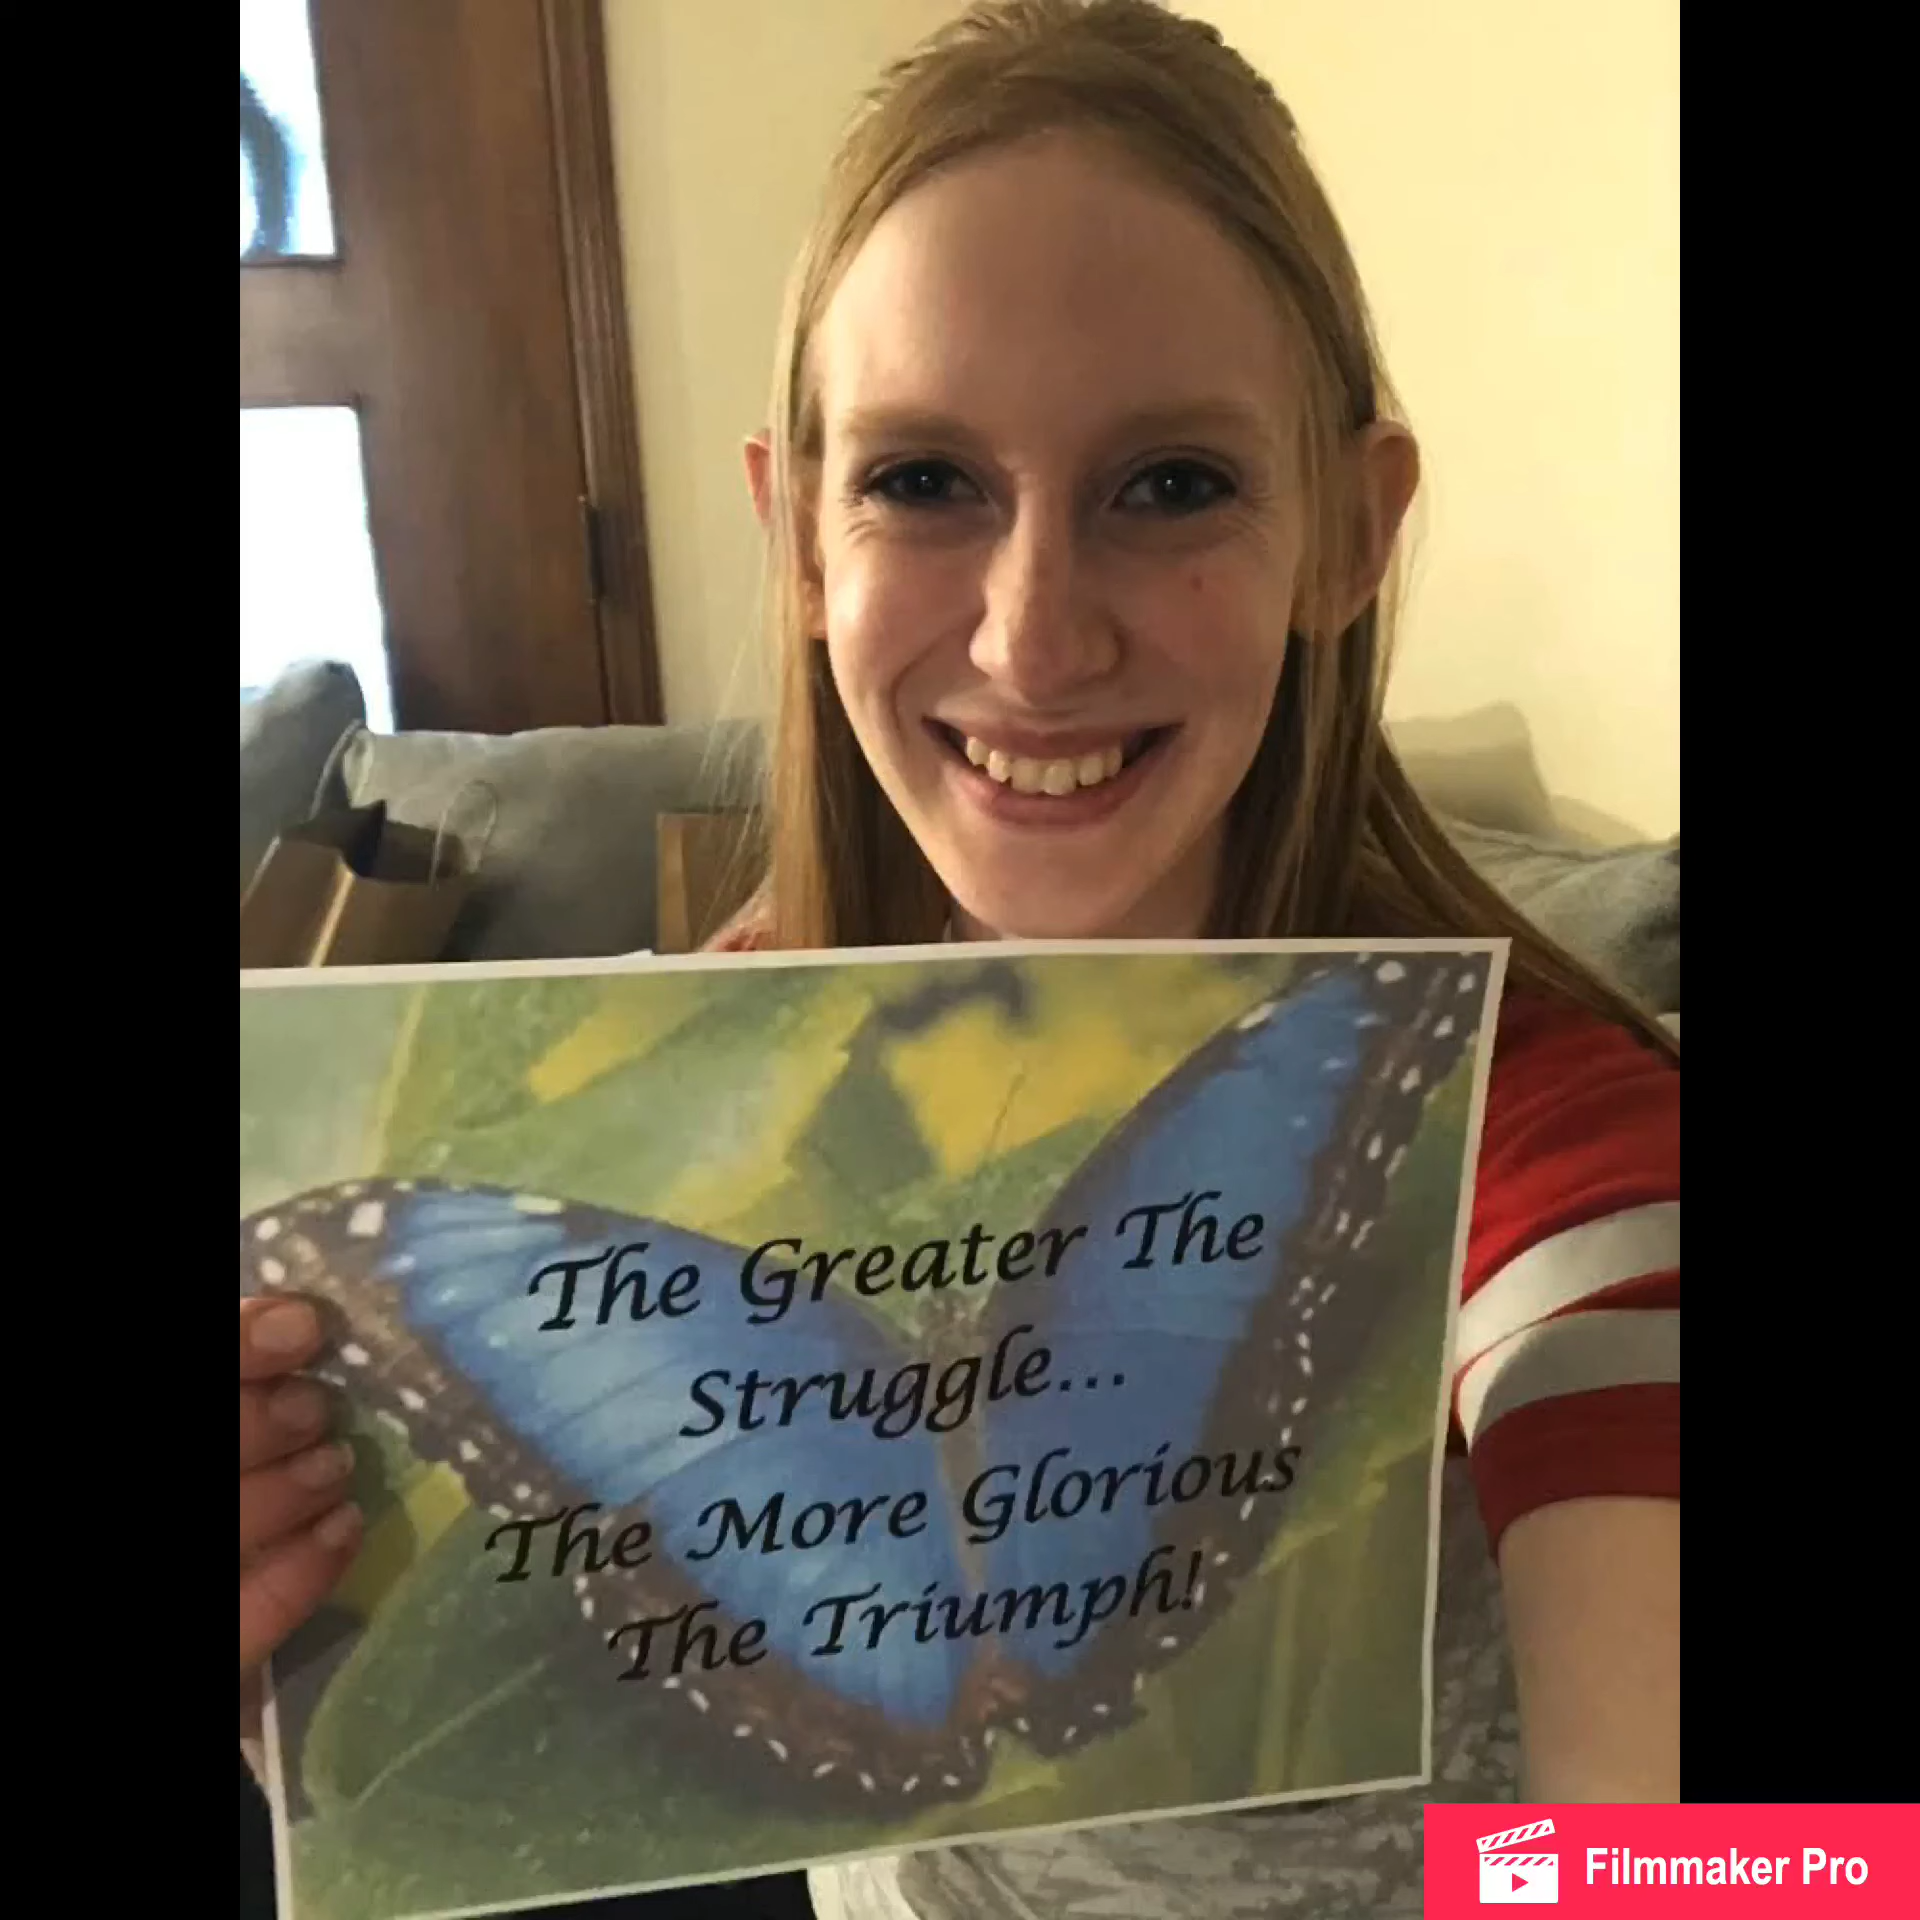 The Greater The
Struggle...
The More Glorious
The Triumph!
Filmmaker Pro